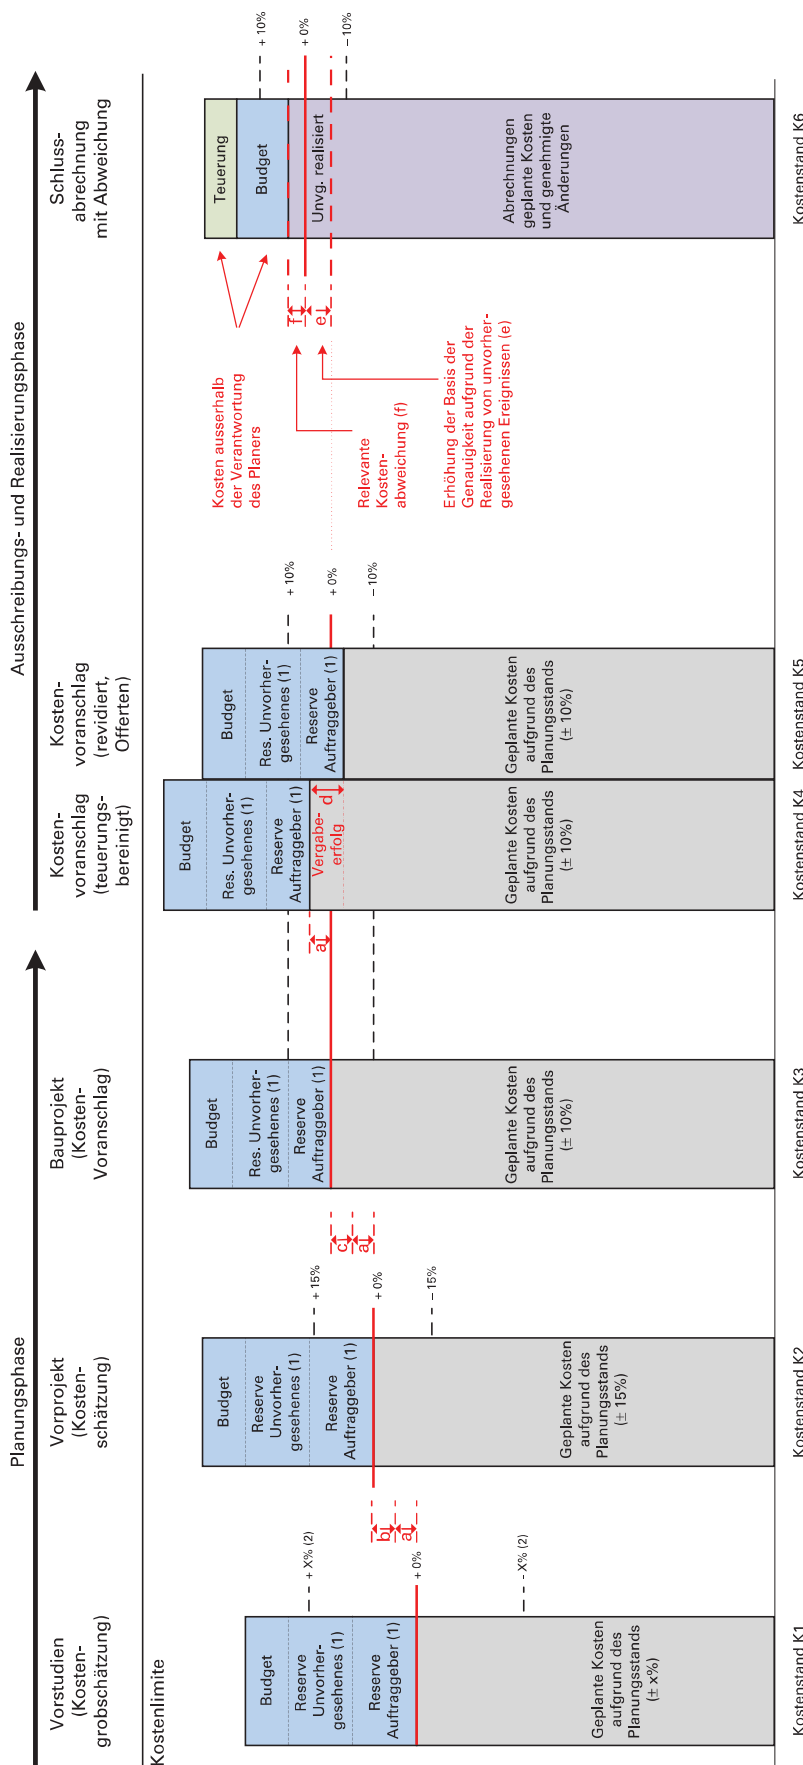 Planungsphase
Ausschreibungs- und Realisierungsphase
Vorstudien
(Kosten-
grobschätzung)
Vorprojekt
(Kosten-
schätzung)
Bauprojekt
(Kosten-
Voranschlag)
Kosten-
voranschlag
(teuerungs-
bereinigt)
Kosten-
voranschlag
(revidiert,
Offerten)
Schluss-
abrechnung
mit Abweichung
Kostenlimite
Budget
Reserve
Unvorher-
gesehenes (1)
Reserve
Auftraggeber (1)
Geplante Kosten
aufgrund des
Planungsstands
(± x%)
+ X% (2)
+ 0%
– X% (2)
b
a
Budget
Reserve
Unvorher-
gesehenes (1)
Reserve
Auftraggeber (1)
Geplante Kosten
aufgrund des
Planungsstands
(± 15%)
+ 15%
+ 0%
– 15%
c
a
Budget
Res. Unvorher-
gesehenes (1)
Reserve
Auftraggeber (1)
Geplante Kosten
aufgrund des
Planungsstands
(± 10%)
a
Budget
Res. Unvorher-
gesehenes (1)
Reserve
Auftraggeber (1)
Vergabe-
erfolg
d
Geplante Kosten
aufgrund des
Planungsstands
(± 10%)
Budget
Res. Unvorher-
gesehenes (1)
Reserve
Auftraggeber (1)
Geplante Kosten
aufgrund des
Planungsstands
(± 10%)
+ 10%
+ 0%
– 10%
Kosten ausserhalb
der Verantwortung
des Planers
Relevante
Kosten-
abweichung (f)
Erhöhung der Basis der
Genauigkeit aufgrund der
Realisierung von unvorher-
gesehenen Ereignissen (e)
f
e
Teuerung
Budget
Unvg. realisiert
Abrechnungen
geplante Kosten
und genehmigte
Änderungen
+ 10%
+ 0%
– 10%
Kostenstand K1
Kostenstand K2
Kostenstand K3
Kostenstand K4
Kostenstand K5
Kostenstand K6